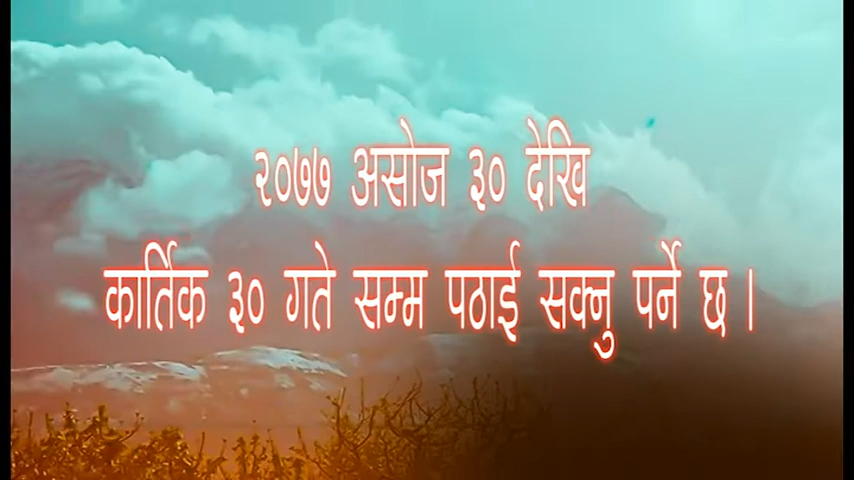 २०७७ असोज ३० देखि
कार्तिक ३० गते सम्म पठाई सक्नु पर्ने छ ।